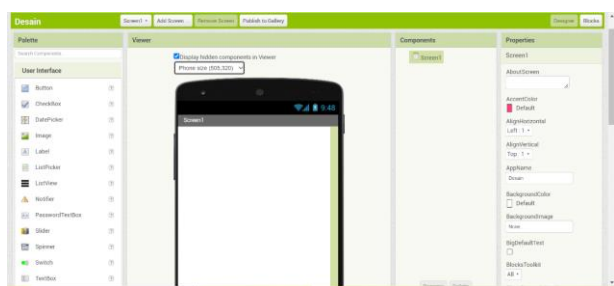 Desain
Screen1
Add Screen ...
Remove Screen
Publish to Gallery
Designer
Blocks
Palette
Search Components...
User Interface
Button
CheckBox
DatePicker
Image
Label
ListPicker
ListView
Notifier
PasswordTextBox
Slider
Spinner
Switch
TextBox
Viewer
Display hidden components in Viewer
Phone size (505,320)
9:48
Screen1
Components
Screen1
Properties
Screen1
AboutScreen
AccentColor
Default
AlignHorizontal
Left : 1
AlignVertical
Top : 1
AppName
Desain
BackgroundColor
Default
BackgroundImage
None
BigDefaultText
BlocksToolkit
All